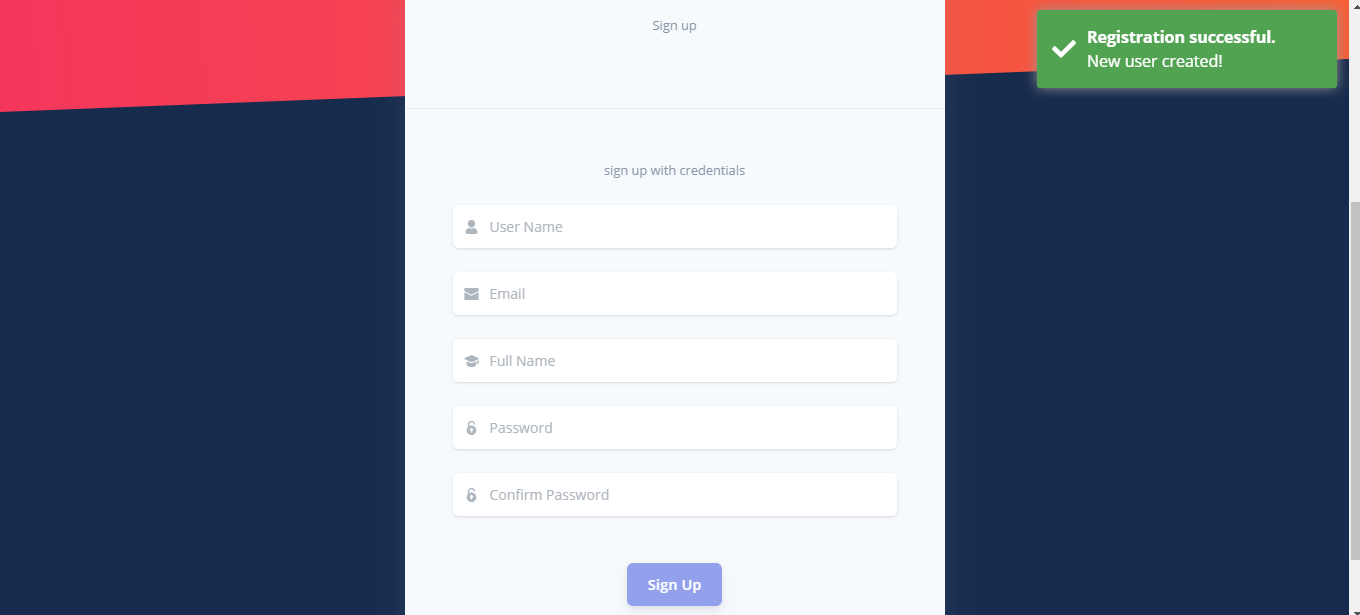 Sign up
Registration successful.
New user created!
sign up with credentials
User Name
Email
Full Name
Password
Confirm Password
Sign Up